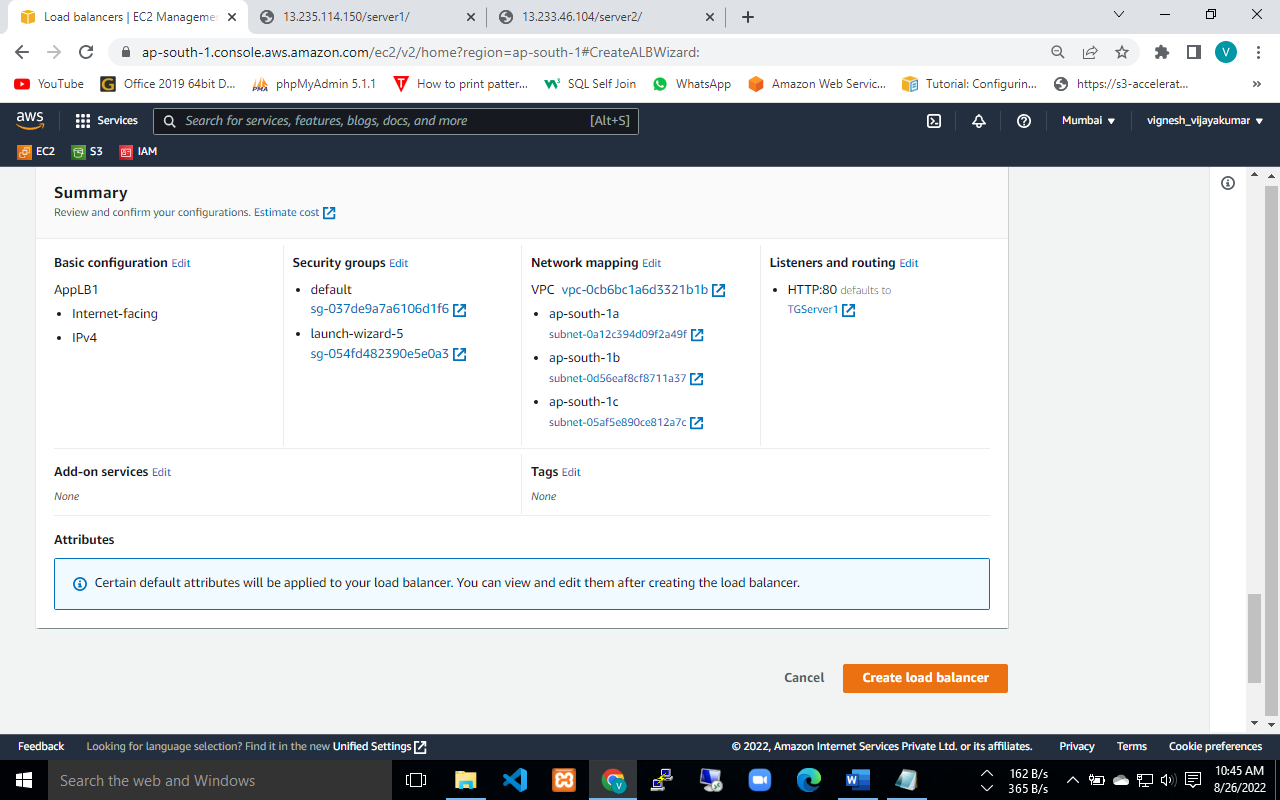 Load balancers | EC2 Manageme
13.235.114.150/server1/
13.233.46.104/server2/
ap-south-1.console.aws.amazon.com/ec2/v2/home?region=ap-south-1#CreateALBWizard:
V
YouTube
Office 2019 64bit D...
phpMyAdmin 5.1.1
How to print patter...
SQL Self Join
WhatsApp
Amazon Web Servic...
Tutorial: Configurin...
https://s3-accelerat...
»
aws
Services
Search for services, features, blogs, docs, and more
[Alt+S]
Mumbai
vignesh_vijayakumar
EC2
S3
IAM
Summary
Review and confirm your configurations. Estimate cost
Basic configuration Edit
AppLB1
• Internet-facing
• IPv4
Security groups Edit
• default
sg-037de9a7a6106d1f6
• launch-wizard-5
sg-054fd482390e5e0a3
Network mapping Edit
VPC vpc-0cb6bc1a6d3321b1b
• ap-south-1a
subnet-0a12c394d09f2a49f
• ap-south-1b
subnet-0d56eaf8cf8711a37
• ap-south-1c
subnet-05af5e890ce812a7c
Listeners and routing Edit
• HTTP:80 defaults to
TGServer1
Add-on services Edit
None
Tags Edit
None
Attributes
Certain default attributes will be applied to your load balancer. You can view and edit them after creating the load balancer.
Cancel
Create load balancer
Feedback
Looking for language selection? Find it in the new Unified Settings
© 2022, Amazon Internet Services Private Ltd. or its affiliates.
Privacy
Terms
Cookie preferences
Search the web and Windows
162 B/s
365 B/s
10:45 AM
8/26/2022